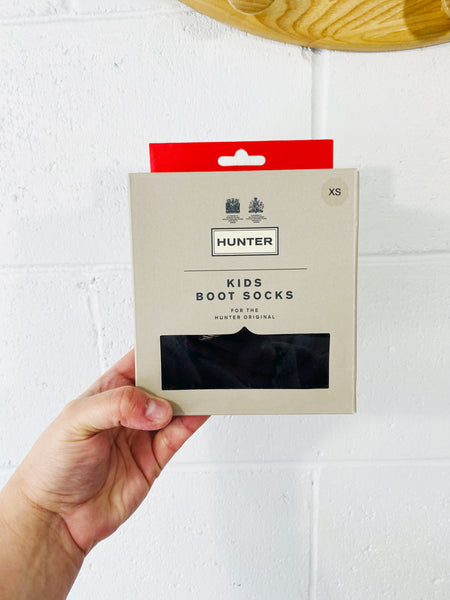 XS
HUNTER
KIDS
BOOT SOCKS
FOR THE
HUNTER ORIGINAL